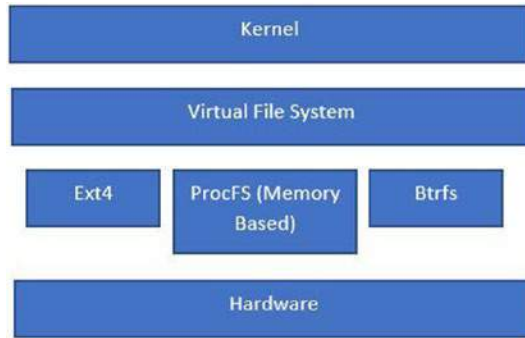 Kernel
Virtual File System
Ext4
ProcFS (Memory
Based)
Btrfs
Hardware